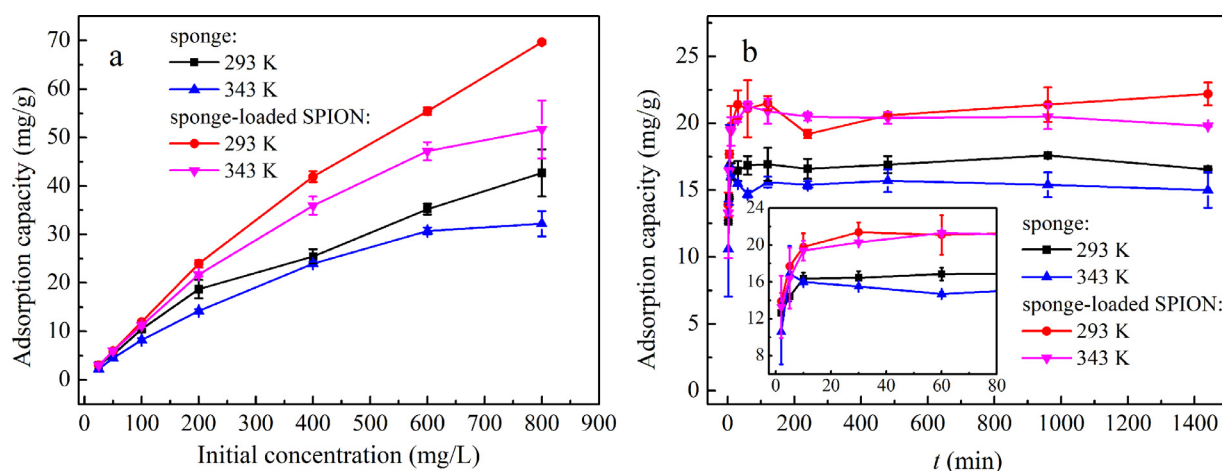 a
sponge:
293 K
343 K
sponge-loaded SPION:
293 K
343 K
70
60
50
40
30
20
10
0
0 100 200 300 400 500 600 700 800 900
Adsorption capacity (mg/g)
Initial concentration (mg/L)
b
25
20
15
10
5
0
0 200 400 600 800 1000 1200 1400
Adsorption capacity (mg/g)
t (min)
24
20
16
12
8
0 20 40 60 80
sponge:
293 K
343 K
sponge-loaded SPION:
293 K
343 K